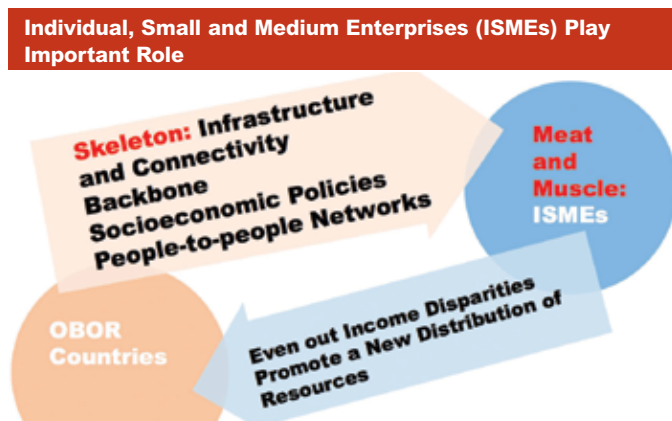 Individual, Small and Medium Enterprises (ISMEs) Play
Important Role
Skeleton: Infrastructure
and Connectivity
Backbone
Socioeconomic Policies
People-to-people Networks
Meat
and
Muscle:
ISMEs
OBOR
Countries
Even out Income Disparities
Promote a New Distribution of
Resources